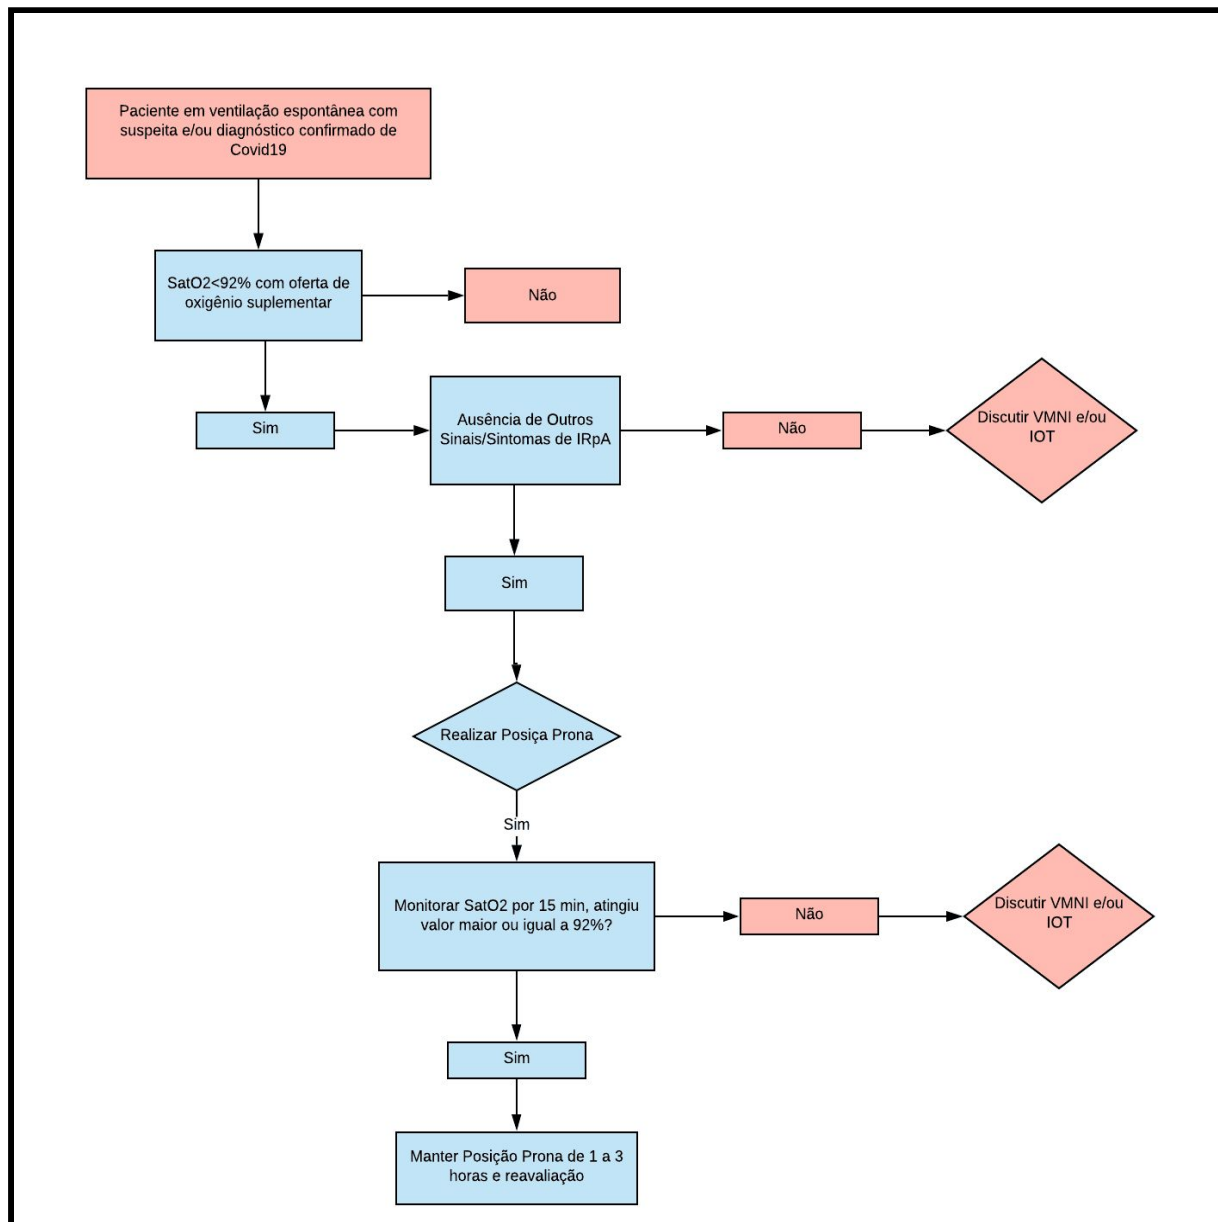 Paciente em ventilação espontânea com
suspeita e/ou diagnóstico confirmado de
Covid19
SatO2<92% com oferta de
oxigênio suplementar
Não
Sim
Ausência de Outros
Sinais/Sintomas de IRpA
Não
Discutir VMNI e/ou
IOT
Sim
Realizar Posiça Prona
Sim
Monitorar SatO2 por 15 min, atingiu
valor maior ou igual a 92%?
Não
Discutir VMNI e/ou
IOT
Sim
Manter Posição Prona de 1 a 3
horas e reavaliação